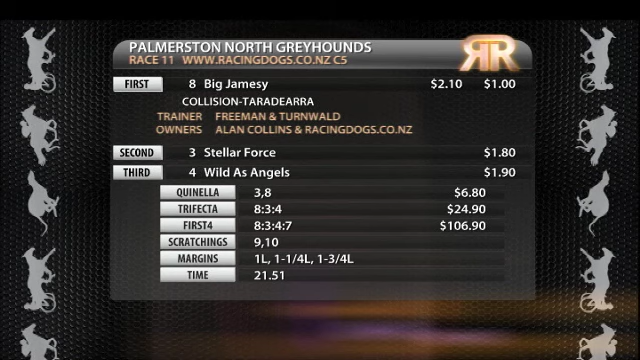 PALMERSTON NORTH GREYHOUNDS
RACE 11 WWW.RACINGDOGS.CO.NZ C5
FIRST 8 Big Jamesy $2.10 $1.00
COLLISION-TARADEARRA
TRAINER FREEMAN & TURNWALD
OWNERS ALAN COLLINS & RACINGDOGS.CO.NZ
SECOND 3 Stellar Force $1.80
THIRD 4 Wild As Angels $1.90
QUINELLA 3,8 $6.80
TRIFECTA 8:3:4 $24.90
FIRST4 8:3:4:7 $106.90
SCRATCHINGS 9,10
MARGINS 1L, 1-1/4L, 1-3/4L
TIME 21.51